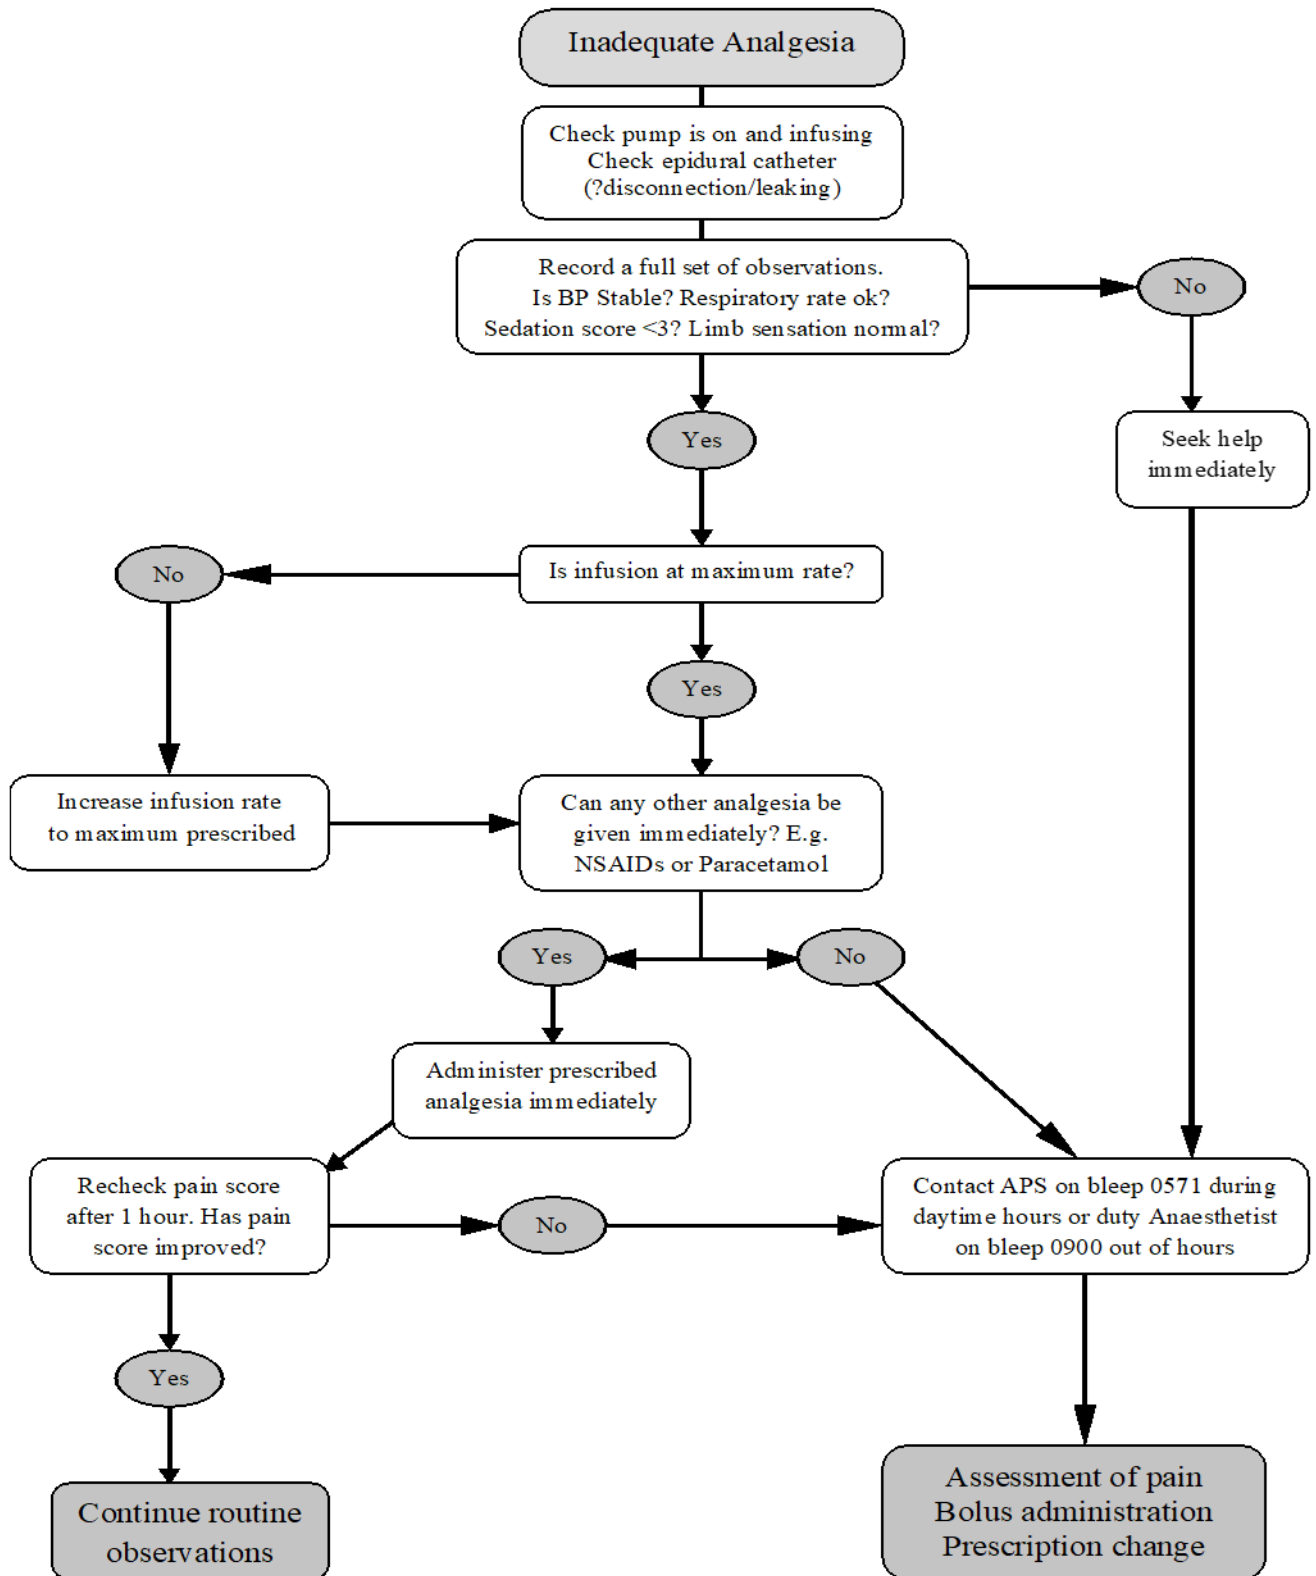 Inadequate Analgesia
Check pump is on and infusing
Check epidural catheter
(?disconnection/leaking)
Record a full set of observations.
Is BP Stable? Respiratory rate ok?
Sedation score <3? Limb sensation normal?
No
Yes
Seek help
immediately
No
Is infusion at maximum rate?
Yes
Increase infusion rate
to maximum prescribed
Can any other analgesia be
given immediately? E.g.
NSAIDs or Paracetamol
Yes
No
Administer prescribed
analgesia immediately
Recheck pain score
after 1 hour. Has pain
score improved?
No
Contact APS on bleep 0571 during
daytime hours or duty Anaesthetist
on bleep 0900 out of hours
Yes
Continue routine
observations
Assessment of pain
Bolus administration
Prescription change